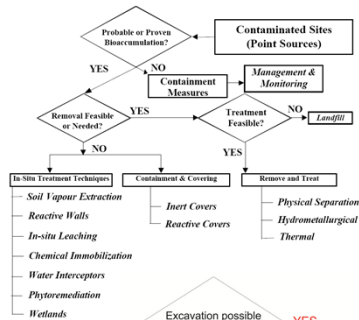 Probable or Proven
Bioaccumulation?
Contaminated Sites
(Point Sources)
YES
NO
Containment
Measures
Management &
Monitoring
Removal Feasible
or Needed?
YES
Treatment
Feasible?
NO
Landfill
NO
YES
In-Situ Treatment Techniques
Containment & Covering
Remove and Treat
Soil Vapour Extraction
Reactive Walls
In-situ Leaching
Chemical Immobilization
Water Interceptors
Phytoremediation
Wetlands
Inert Covers
Reactive Covers
Physical Separation
Hydrometallurgical
Thermal
Excavation possible
YES